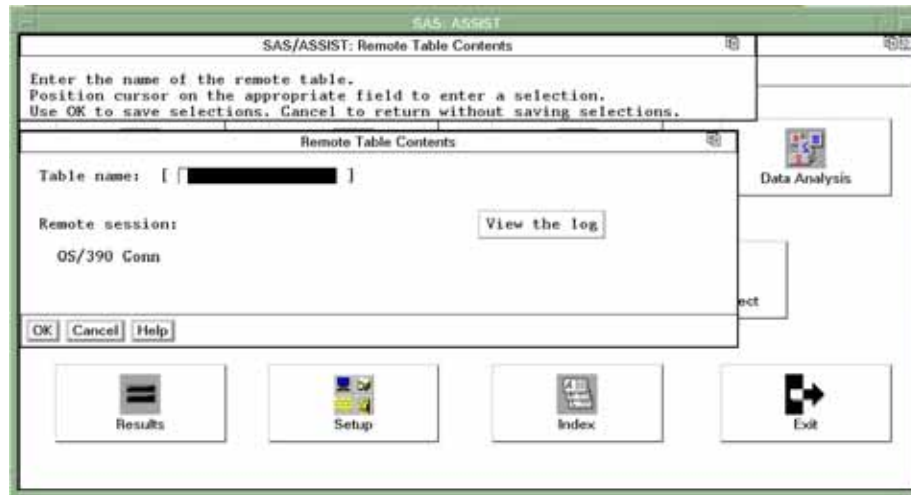 SAS: ASSIST
SAS/ASSIST: Remote Table Contents
Enter the name of the remote table.
Position cursor on the appropriate field to enter a selection.
Use OK to save selections. Cancel to return without saving selections.
Remote Table Contents
Table name: [ ]
Data Analysis
Remote session:
View the log
OS/390 Conn
ect
OK Cancel Help
Results Setup Index Exit